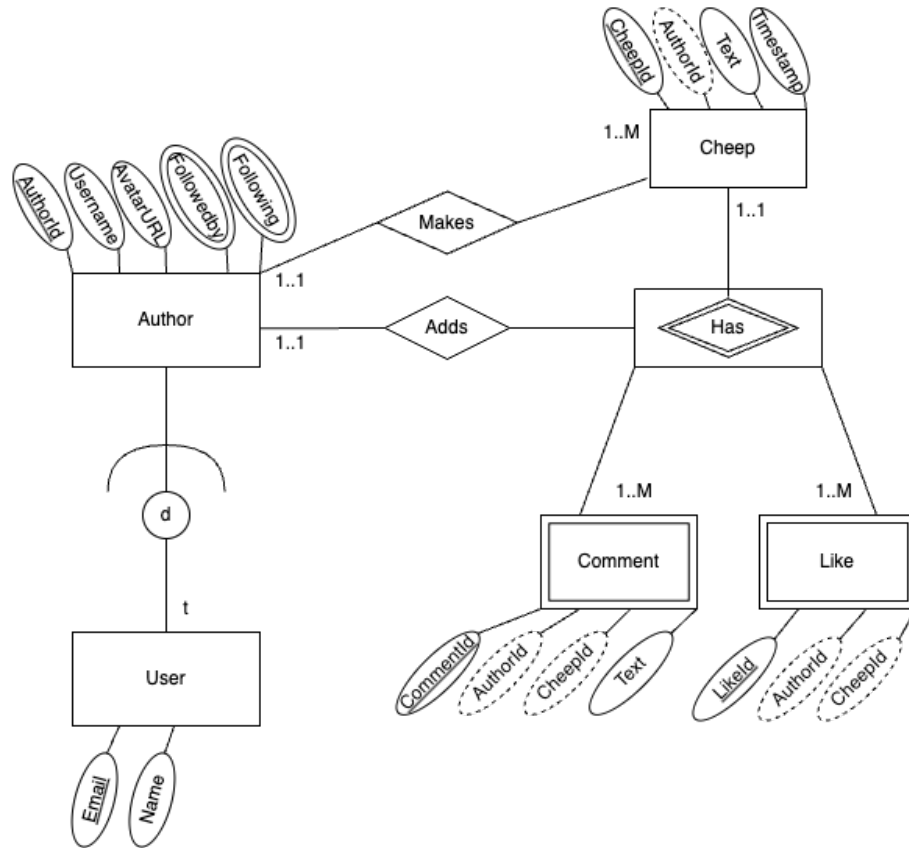 CheepId
AuthorId
Text
Timestamp
1..M
Cheep
AuthorId
Username
AvatarURL
Followedby
Following
Makes
1..1
1..1
Author
Adds
Has
1..1
d
1..M
1..M
Comment
Like
t
User
CommentId
AuthorId
CheepId
Text
LikeId
AuthorId
CheepId
Email
Name